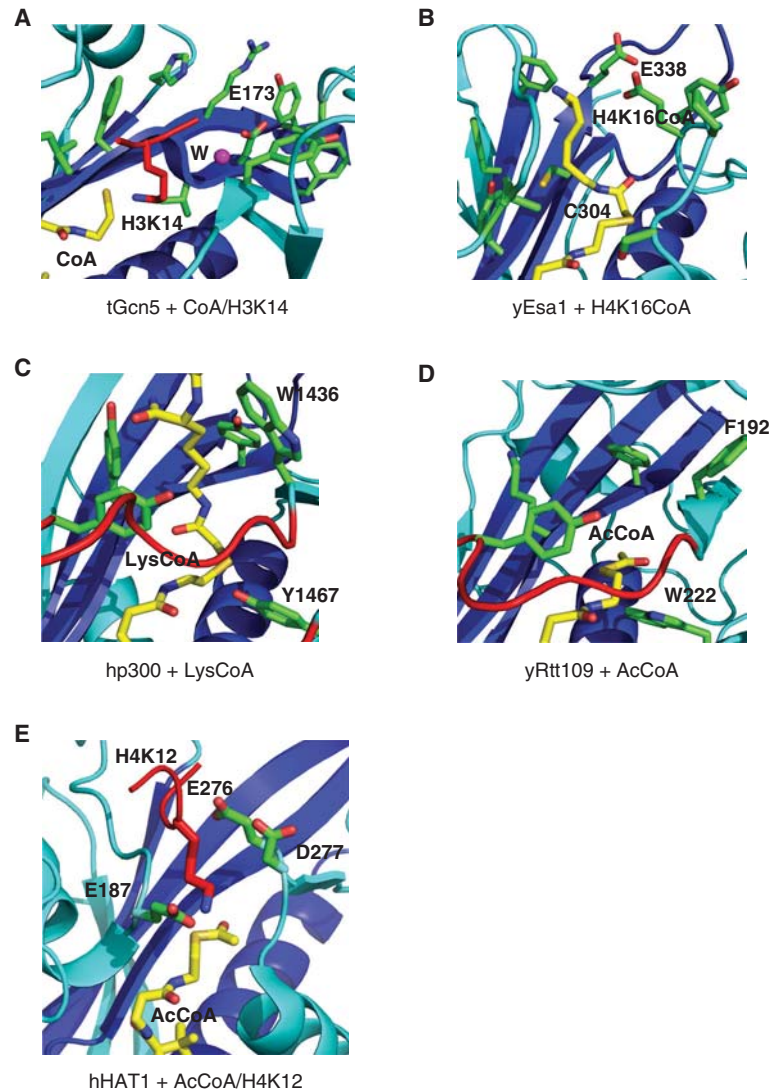 A
E173
W
H3K14
CoA
tGcn5 + CoA/H3K14
B
E338
H4K16CoA
C304
yEsa1 + H4K16CoA
C
W1436
LysCoA
Y1467
hp300 + LysCoA
D
F192
AcCoA
W222
yRtt109 + AcCoA
E
H4K12
E276
D277
E187
AcCoA
hHAT1 + AcCoA/H4K12